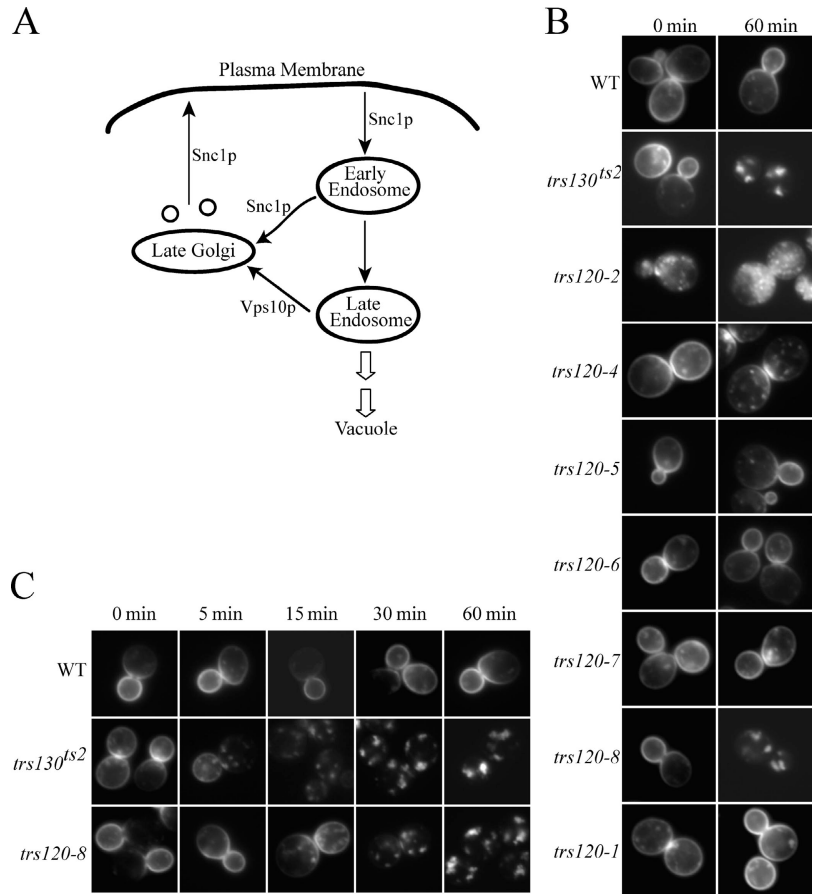 A
Plasma Membrane
Snc1p
Snc1p
Early
Endosome
Snc1p
Late Golgi
Vps10p
Late
Endosome
Vacuole
B
0 min 60 min
WT
trs130ts2
trs120-2
trs120-4
trs120-5
trs120-6
trs120-7
trs120-8
trs120-1
C
0 min 5 min 15 min 30 min 60 min
WT
trs130ts2
trs120-8